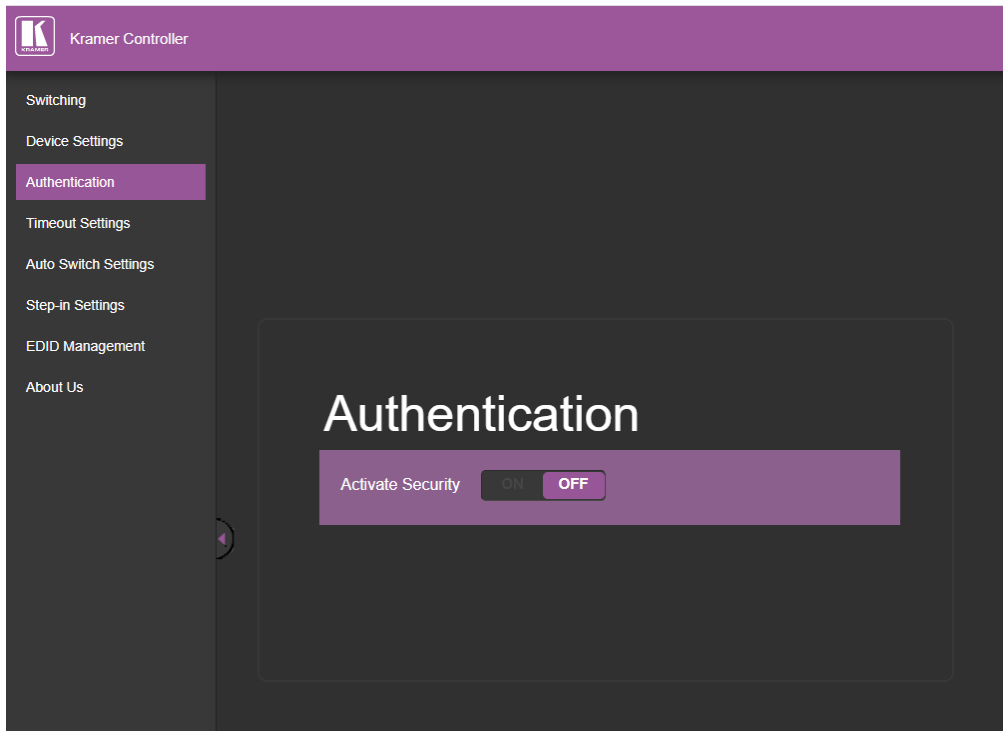 KRAMER
Kramer Controller
Switching
Device Settings
Authentication
Timeout Settings
Auto Switch Settings
Step-in Settings
EDID Management
About Us
Authentication
Activate Security ON OFF